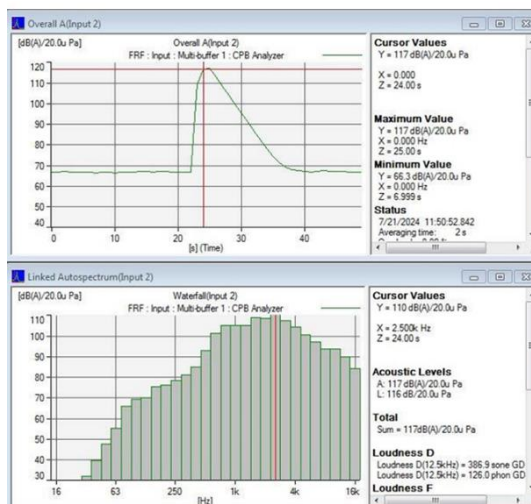 Overall A(Input 2)
[dB(A)/20.0u Pa]
Overall A(Input 2)
FRF : Input : Multi-buffer 1 : CPB Analyzer
120
110
100
90
80
70
60
50
40
0
10
20
30
40
[s] (Time)
Cursor Values
Y = 117 dB(A)/20.0u Pa
X = 0.000
Z = 24.00 s
Maximum Value
Y = 117 dB(A)/20.0u Pa
X = 0.000 Hz
Z = 25.00 s
Minimum Value
Y = 66.3 dB(A)/20.0u Pa
X = 0.000 Hz
Z = 6.999 s
Status
7/21/2024 11:50:52.842
Averaging time: 2 s
Linked Autospectrum(Input 2)
[dB(A)/20.0u Pa]
Waterfall(Input 2)
FRF : Input : Multi-buffer 1 : CPB Analyzer
110
100
90
80
70
60
50
40
30
16
63
250
1k
4k
16k
[Hz]
Cursor Values
Y = 110 dB(A)/20.0u Pa
X = 2.500k Hz
Z = 24.00 s
Acoustic Levels
A: 117 dB(A)/20.0u Pa
L: 116 dB/20.0u Pa
Total
Sum = 117dB(A)/20.0u Pa
Loudness D
Loudness D(12.5kHz) = 386.9 sone GD
Loudness D(12.5kHz) = 126.0 phon GD
Loudness F